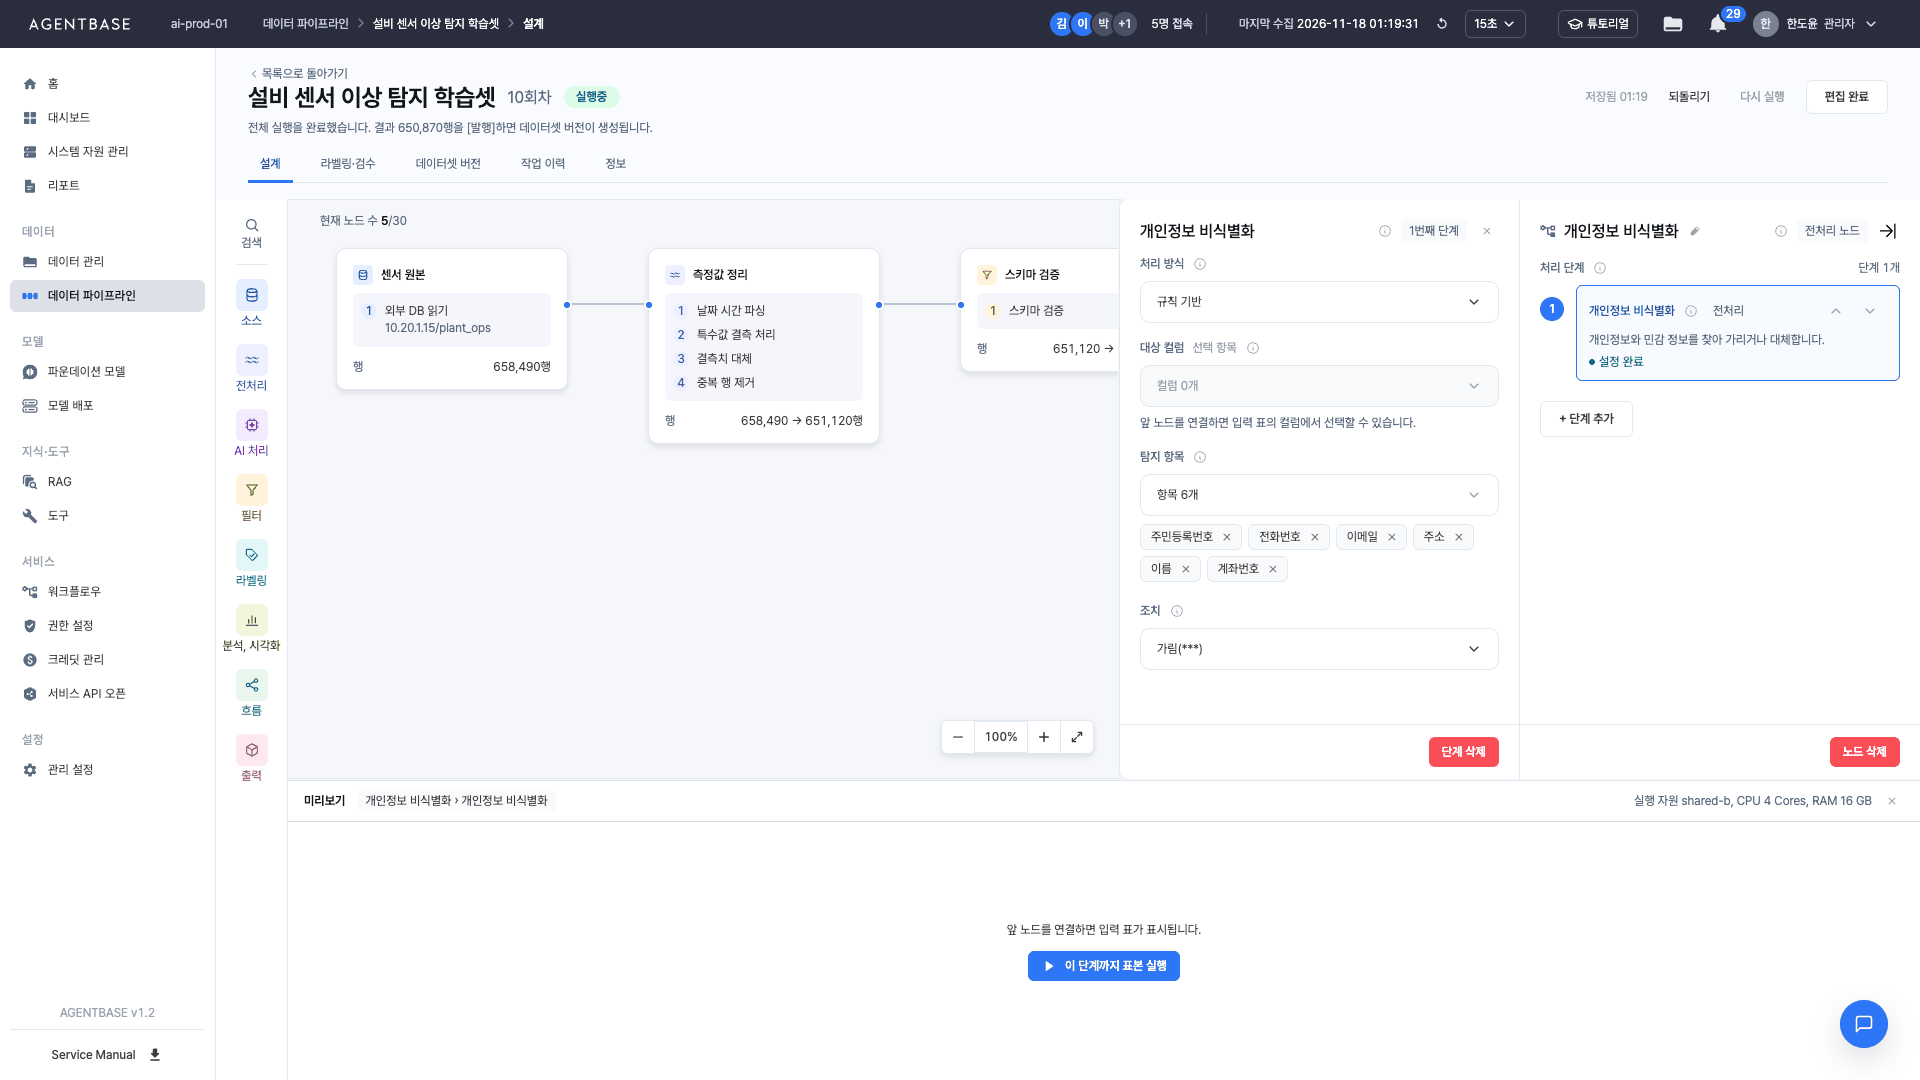 AGENTBASE
ai-prod-01
데이터 파이프라인
설비 센서 이상 탐지 학습셋
설계
김
이
박
+1
5명 접속
마지막 수집 2026-11-18 01:19:31
15초
튜토리얼
29
한
한도윤 관리자
홈
대시보드
시스템 자원 관리
리포트
데이터
데이터 관리
데이터 파이프라인
모델
파운데이션 모델
모델 배포
지식·도구
RAG
도구
서비스
워크플로우
권한 설정
크레딧 관리
서비스 API 오픈
설정
관리 설정
AGENTBASE v1.2
Service Manual
목록으로 돌아가기
설비 센서 이상 탐지 학습셋 10회차 실행중
전체 실행을 완료했습니다. 결과 650,870행을 [발행]하면 데이터셋 버전이 생성됩니다.
저장됨 01:19
되돌리기
다시 실행
편집 완료
설계
라벨링·검수
데이터셋 버전
작업 이력
정보
검색
소스
전처리
AI 처리
필터
라벨링
분석, 시각화
흐름
출력
현재 노드 수 5/30
센서 원본
1 외부 DB 읽기
10.20.1.15/plant_ops
행 658,490행
측정값 정리
1 날짜 시간 파싱
2 특수값 결측 처리
3 결측치 대체
4 중복 행 제거
행 658,490 → 651,120행
스키마 검증
1 스키마 검증
행 651,120 →
100%
개인정보 비식별화
1번째 단계
처리 방식
규칙 기반
대상 컬럼 선택 항목
컬럼 0개
앞 노드를 연결하면 입력 표의 컬럼에서 선택할 수 있습니다.
탐지 항목
항목 6개
주민등록번호
전화번호
이메일
주소
이름
계좌번호
조치
가림(***)
단계 삭제
개인정보 비식별화
전처리 노드
처리 단계
단계 1개
1
개인정보 비식별화 전처리
개인정보와 민감 정보를 찾아 가리거나 대체합니다.
설정 완료
+ 단계 추가
노드 삭제
미리보기
개인정보 비식별화 › 개인정보 비식별화
실행 자원 shared-b, CPU 4 Cores, RAM 16 GB
앞 노드를 연결하면 입력 표가 표시됩니다.
이 단계까지 표본 실행